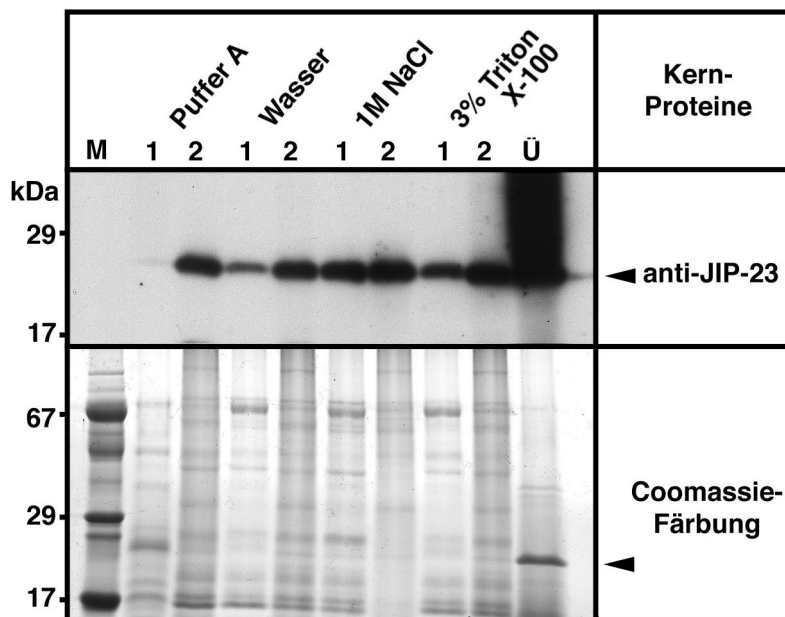 Puffer A
Wasser
1M NaCl
3% Triton
X-100
Kern-
Proteine
M 1 2 1 2 1 2 1 2 Ü
kDa
29
anti-JIP-23
17
67
Coomassie-
Färbung
29
17